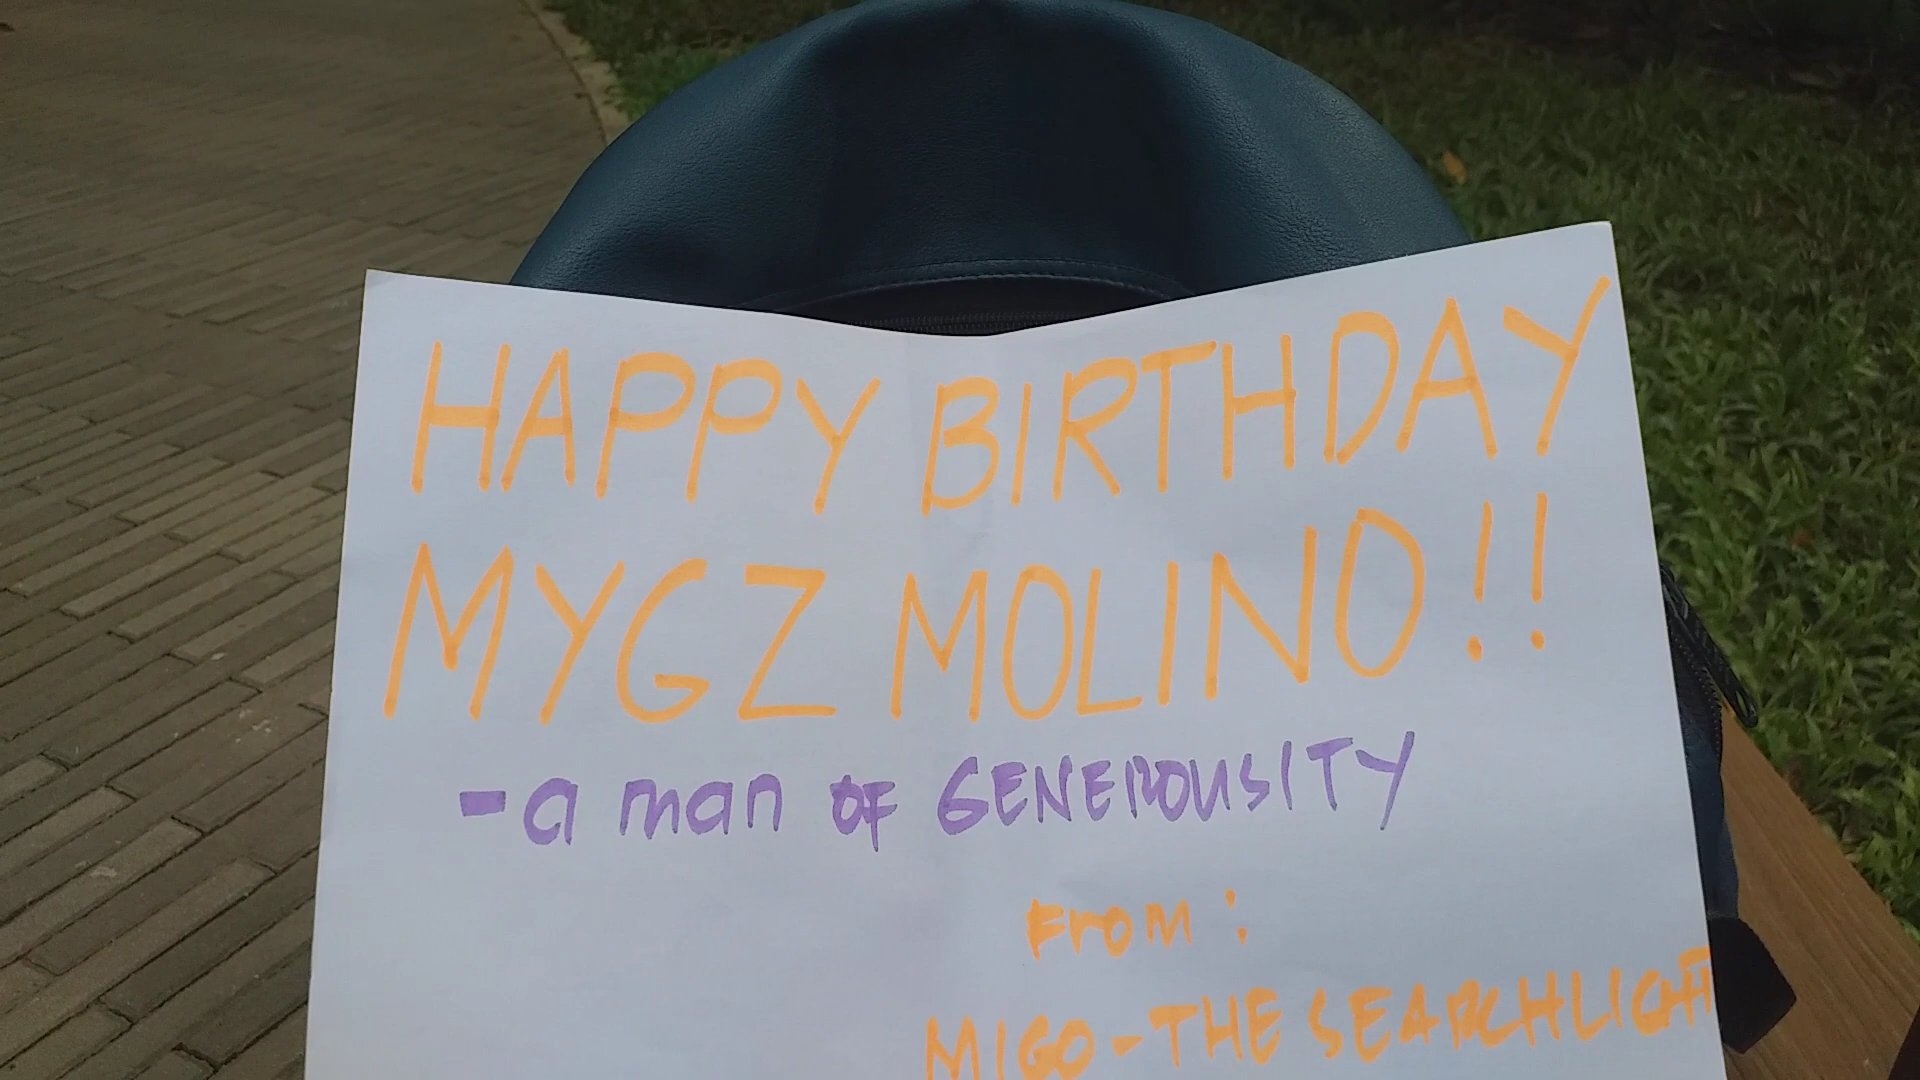 HAPPY BIRTHDAY
MYGZ MOLINO!!
- a man OF GENEROUSITY
From:
MIGO-THE SEARCHLIGHT